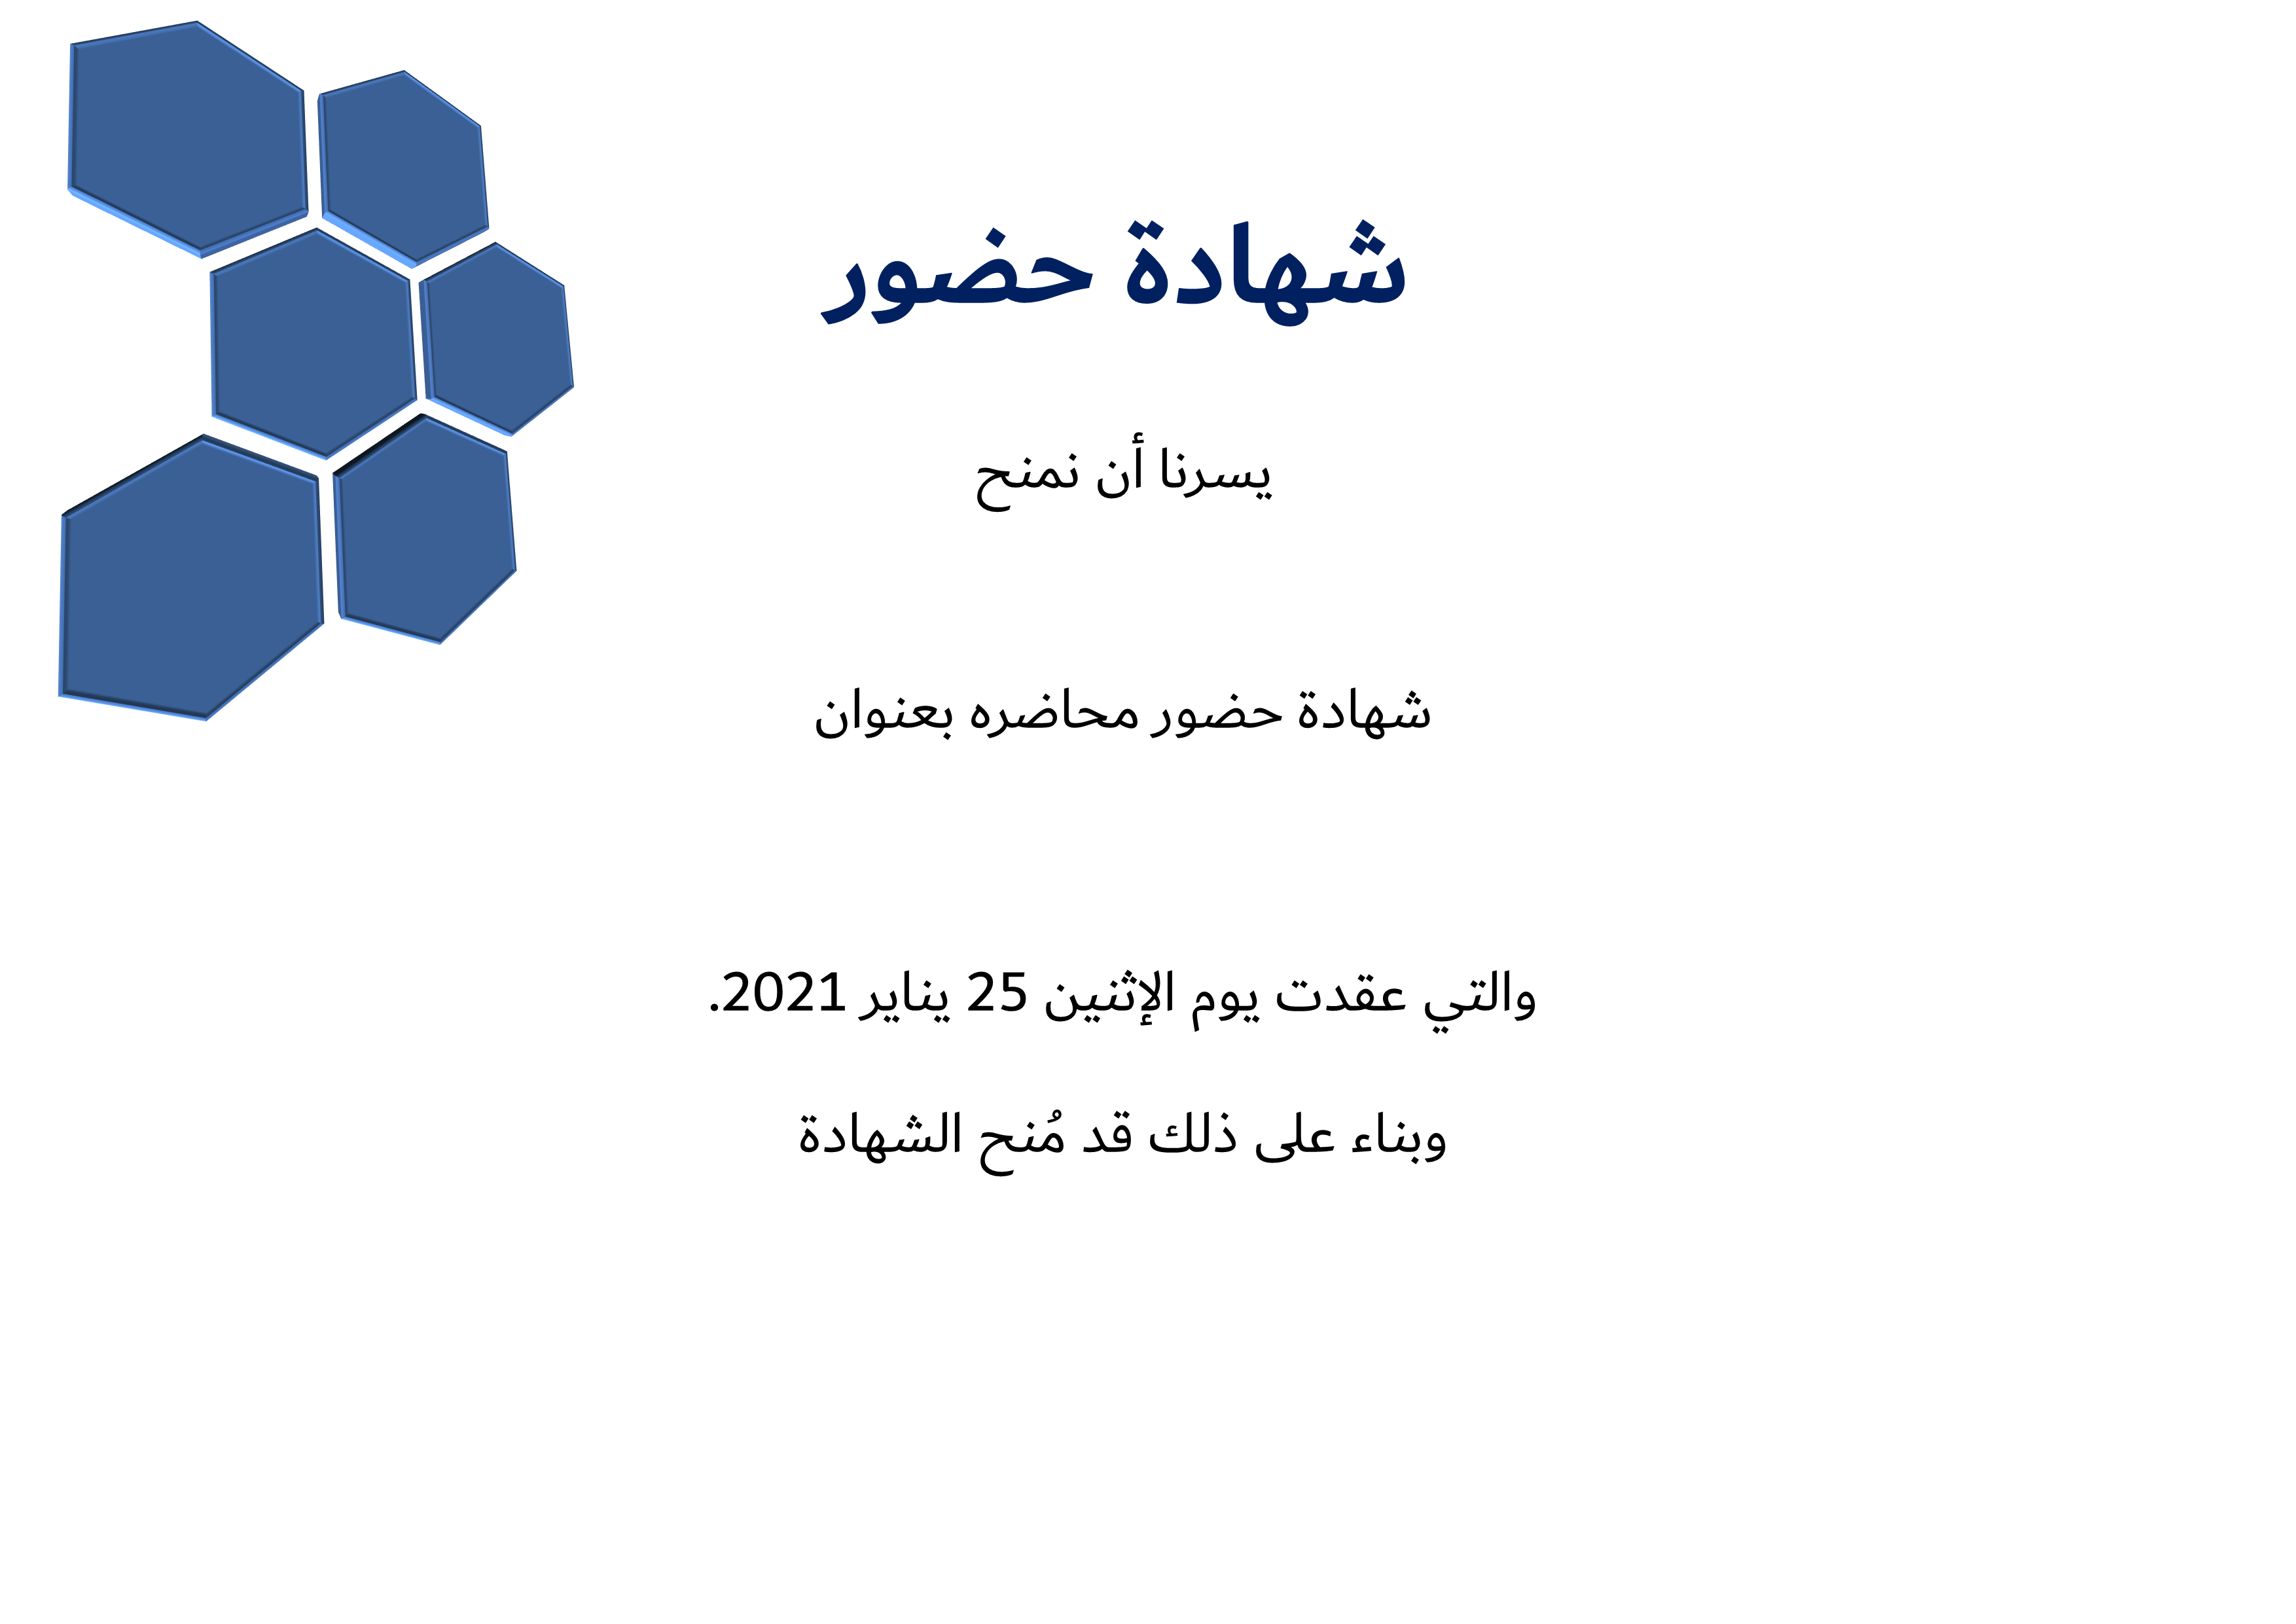 شهادة حضور
يسرنا أن نمنح
شهادة حضور محاضره بعنوان
والتي عقدت يوم الإثنين 25 يناير 2021.
وبناء على ذلك قد مُنح الشهادة